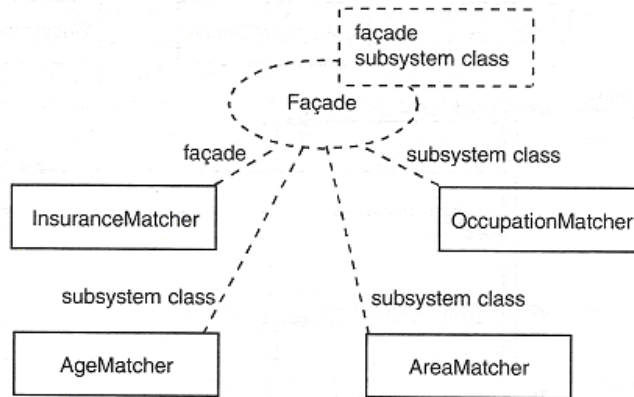 façade
subsystem class
Façade
façade
subsystem class
InsuranceMatcher
OccupationMatcher
subsystem class
subsystem class
AgeMatcher
AreaMatcher